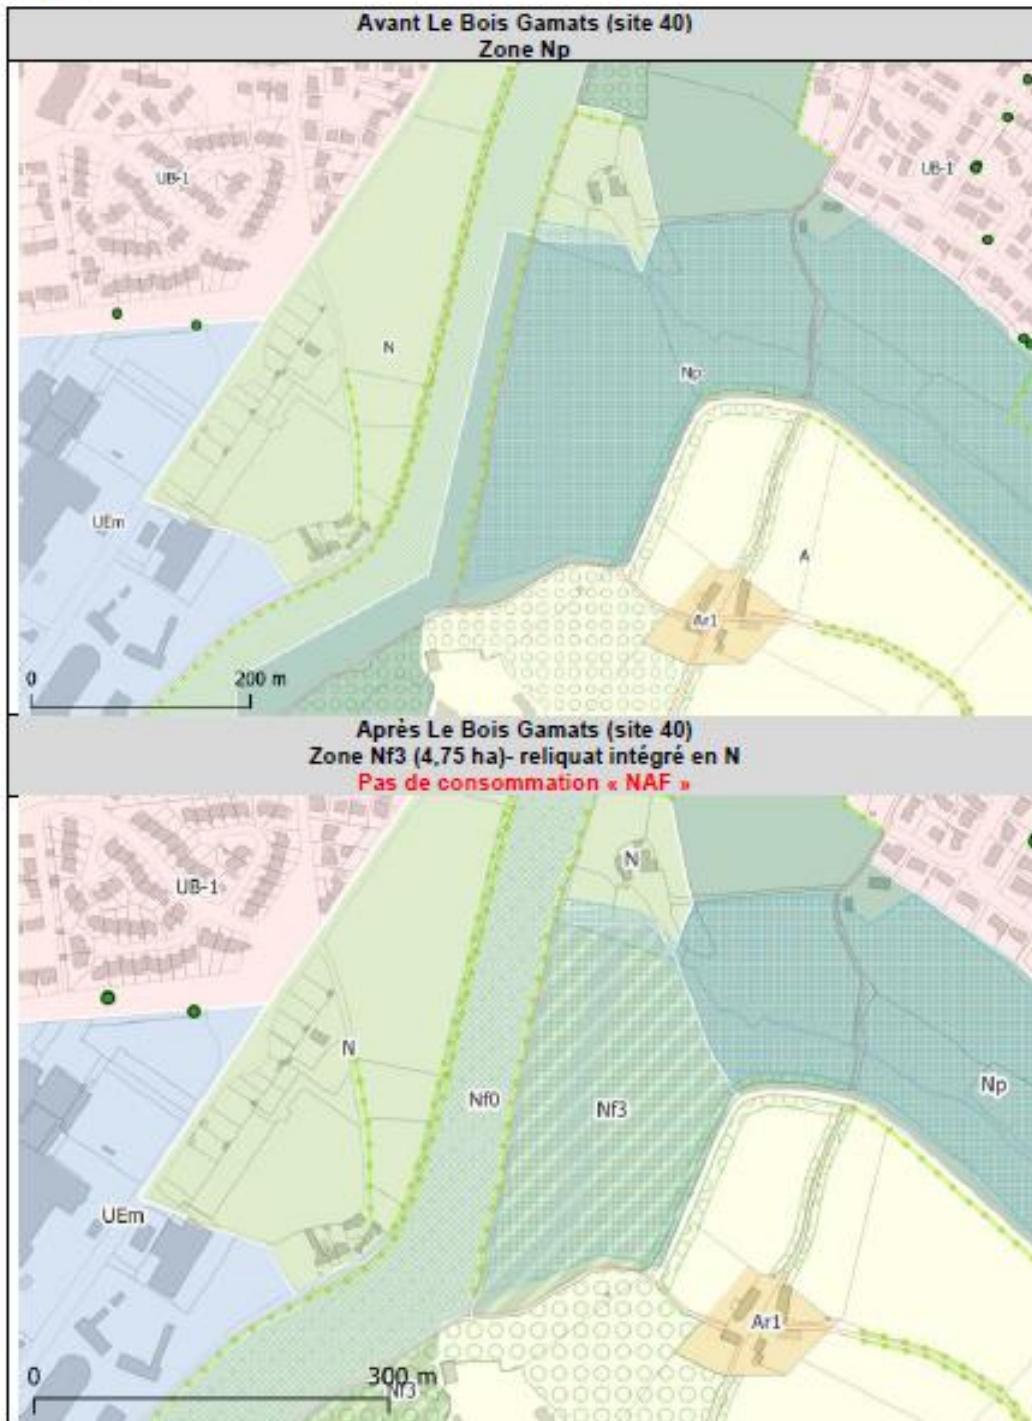 Avant Le Bois Gamats (site 40)
Zone Np
UB-1
UB-1
N
Np
UEm
A
Ar1
0
200 m
Après Le Bois Gamats (site 40)
Zone Nf3 (4,75 ha)- reliquat intégré en N
Pas de consommation « NAF »
N
UB-1
N
Nf0
Nf3
Np
UEm
Ar1
0
300 m
Nf3